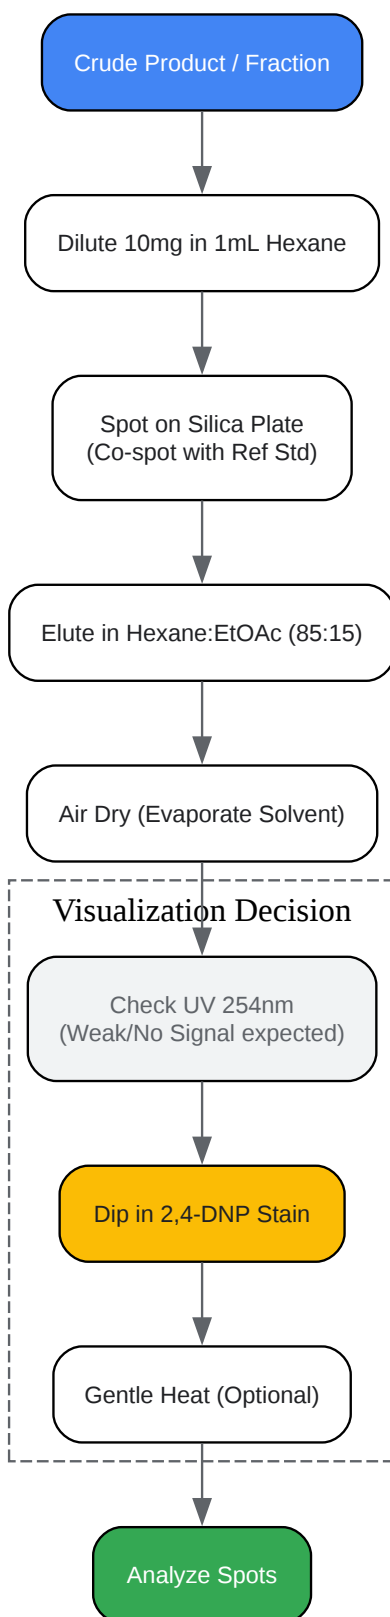 Crude Product / Fraction
Dilute 10mg in 1mL Hexane
Spot on Silica Plate
(Co-spot with Ref Std)
Elute in Hexane:EtOAc (85:15)
Air Dry (Evaporate Solvent)
Visualization Decision
Check UV 254nm
(Weak/No Signal expected)
Dip in 2,4-DNP Stain
Gentle Heat (Optional)
Analyze Spots